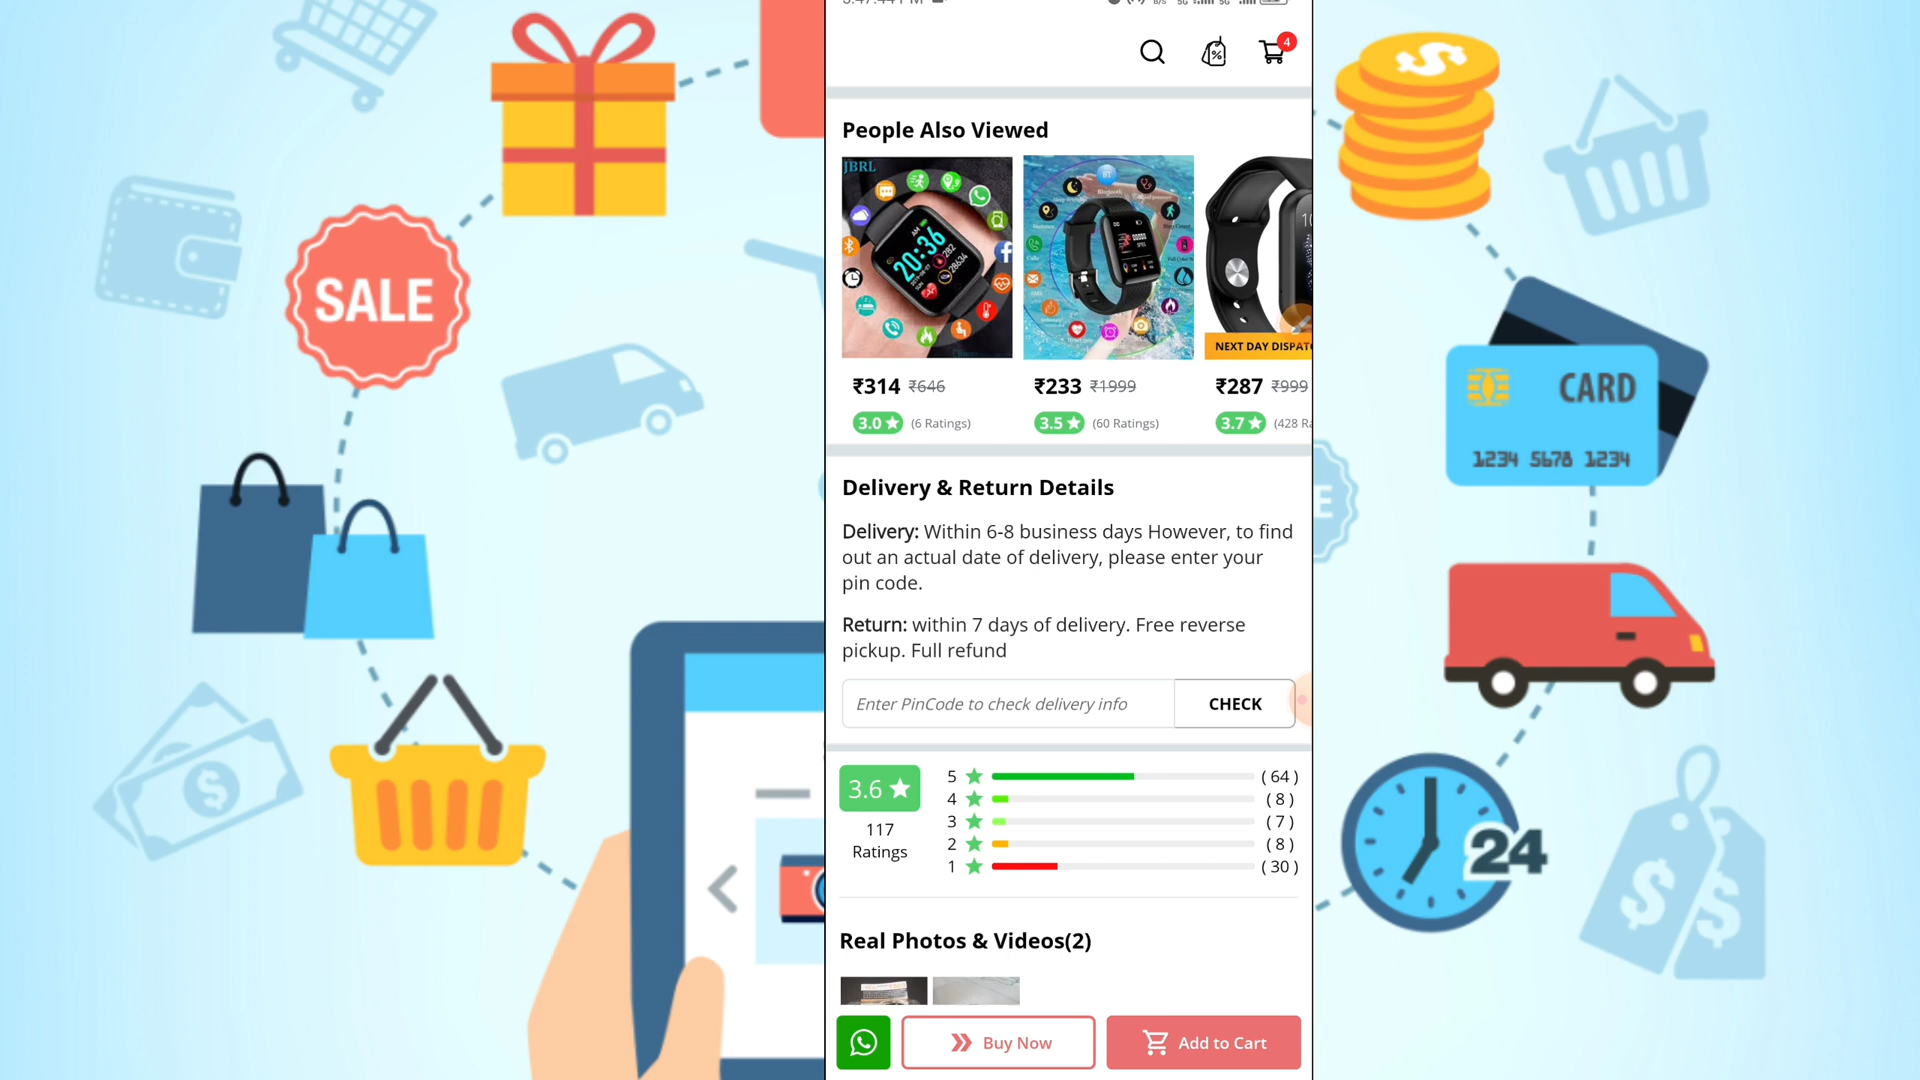 4
People Also Viewed
JBRL
20:36
NEXT DAY DISPATC
₹314 ₹646
₹233 ₹1999
₹287 ₹999
3.0 (6 Ratings)
3.5 (60 Ratings)
3.7 (428 Ra
Delivery & Return Details
Delivery: Within 6-8 business days However, to find
out an actual date of delivery, please enter your
pin code.
Return: within 7 days of delivery. Free reverse
pickup. Full refund
Enter PinCode to check delivery info
CHECK
3.6
117
Ratings
5 ( 64 )
4 ( 8 )
3 ( 7 )
2 ( 8 )
1 ( 30 )
Real Photos & Videos(2)
Buy Now
Add to Cart
SALE
CARD
1234 5678 1234
24